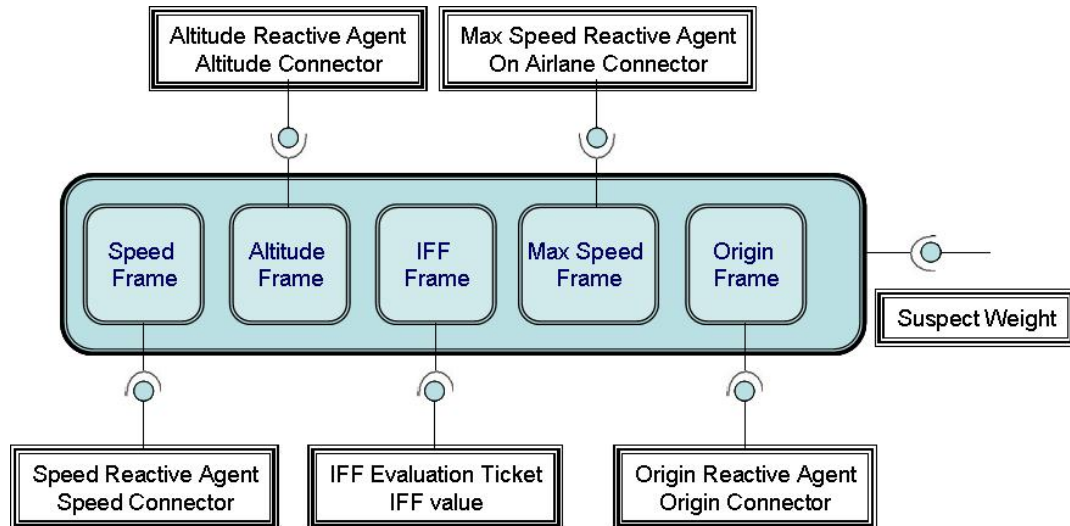 Altitude Reactive Agent
Altitude Connector
Max Speed Reactive Agent
On Airlane Connector
Speed
Frame
Altitude
Frame
IFF
Frame
Max Speed
Frame
Origin
Frame
Suspect Weight
Speed Reactive Agent
Speed Connector
IFF Evaluation Ticket
IFF value
Origin Reactive Agent
Origin Connector